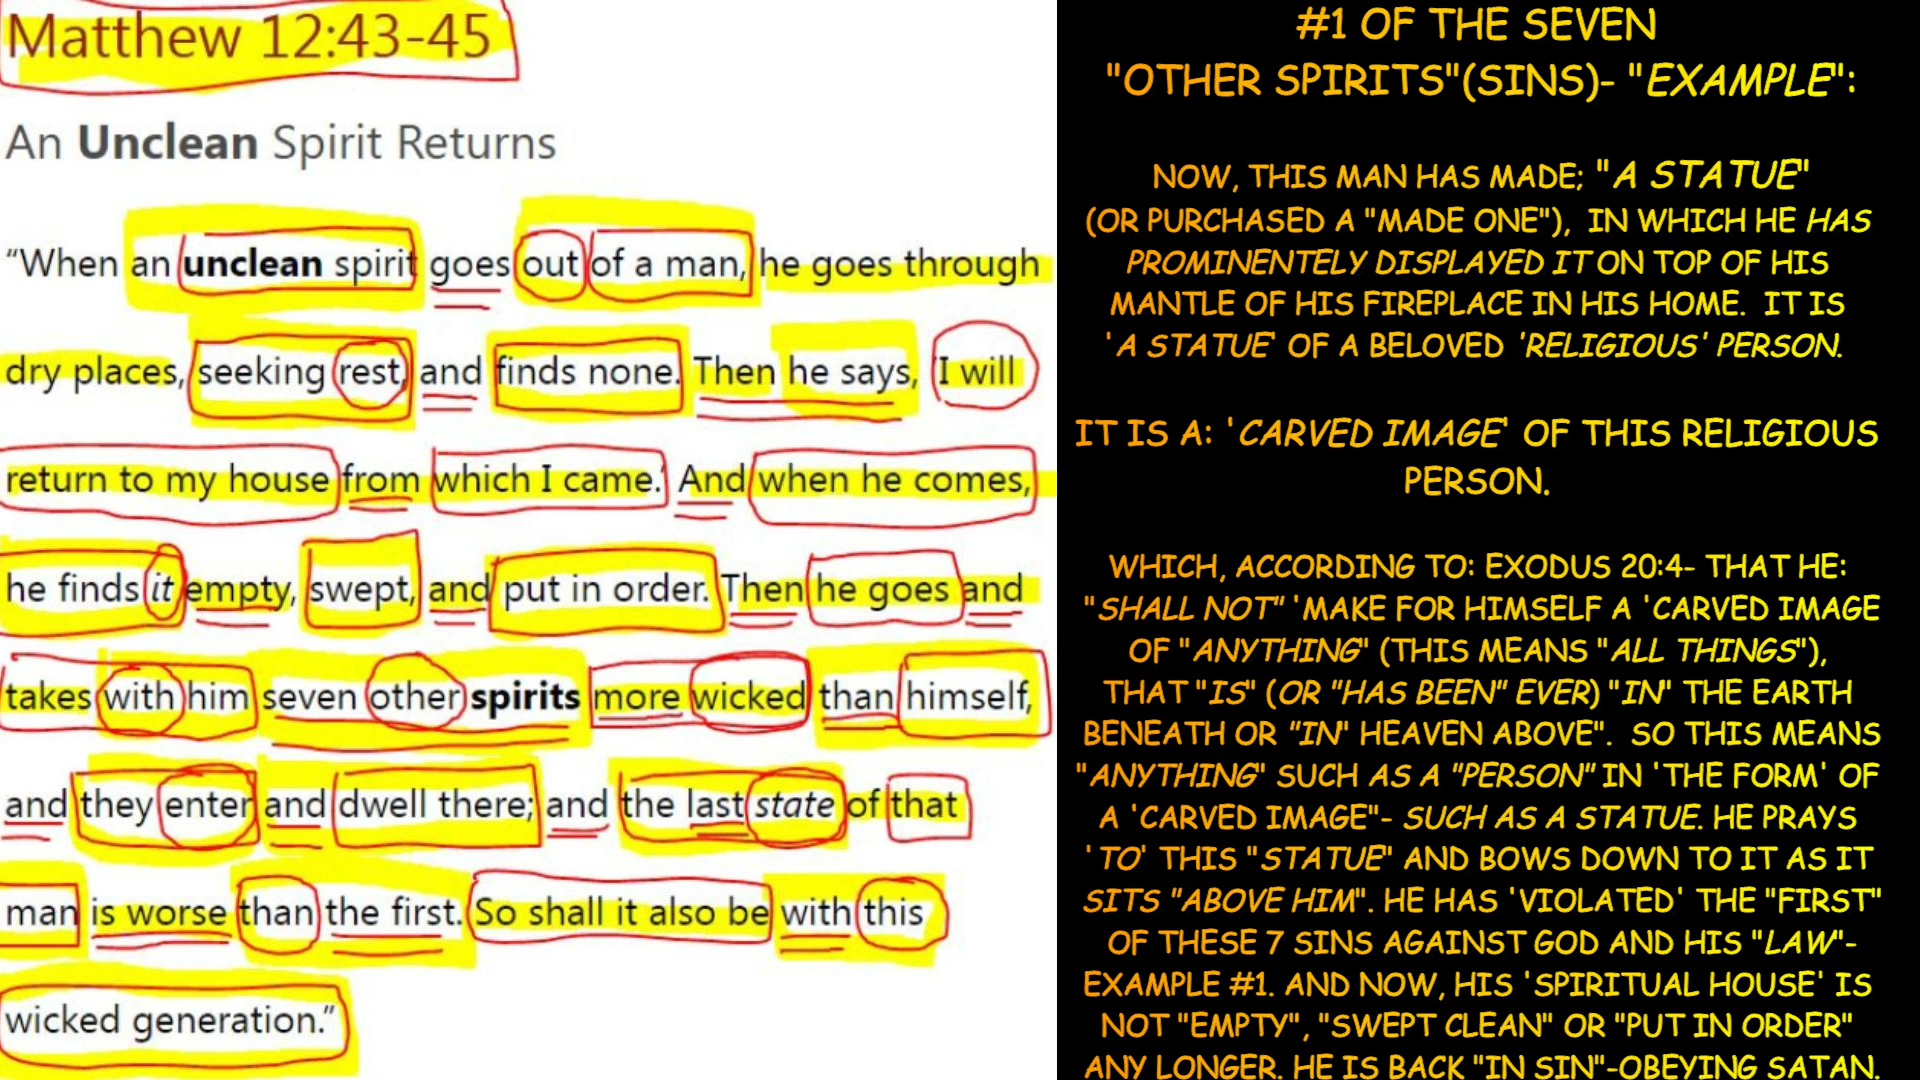 Matthew 12:43-45
An Unclean Spirit Returns
“When an unclean spirit goes out of a man, he goes through
dry places, seeking rest, and finds none. Then he says, ‘I will
return to my house from which I came.’ And when he comes,
he finds it empty, swept, and put in order. Then he goes and
takes with him seven other spirits more wicked than himself,
and they enter and dwell there; and the last state of that
man is worse than the first. So shall it also be with this
wicked generation.”
#1 OF THE SEVEN
"OTHER SPIRITS"(SINS)- "EXAMPLE":
NOW, THIS MAN HAS MADE; "A STATUE"
(OR PURCHASED A "MADE ONE"), IN WHICH HE HAS
PROMINENTELY DISPLAYED IT ON TOP OF HIS
MANTLE OF HIS FIREPLACE IN HIS HOME. IT IS
'A STATUE' OF A BELOVED 'RELIGIOUS' PERSON.
IT IS A: 'CARVED IMAGE' OF THIS RELIGIOUS
PERSON.
WHICH, ACCORDING TO: EXODUS 20:4- THAT HE:
"SHALL NOT" 'MAKE FOR HIMSELF A 'CARVED IMAGE
OF "ANYTHING" (THIS MEANS "ALL THINGS"),
THAT "IS" (OR "HAS BEEN" EVER) "IN" THE EARTH
BENEATH OR "IN" HEAVEN ABOVE". SO THIS MEANS
"ANYTHING" SUCH AS A "PERSON" IN 'THE FORM' OF
A 'CARVED IMAGE"- SUCH AS A STATUE. HE PRAYS
'TO' THIS "STATUE" AND BOWS DOWN TO IT AS IT
SITS "ABOVE HIM". HE HAS 'VIOLATED' THE "FIRST"
OF THESE 7 SINS AGAINST GOD AND HIS "LAW"-
EXAMPLE #1. AND NOW, HIS 'SPIRITUAL HOUSE' IS
NOT "EMPTY", "SWEPT CLEAN" OR "PUT IN ORDER"
ANY LONGER. HE IS BACK "IN SIN"-OBEYING SATAN.